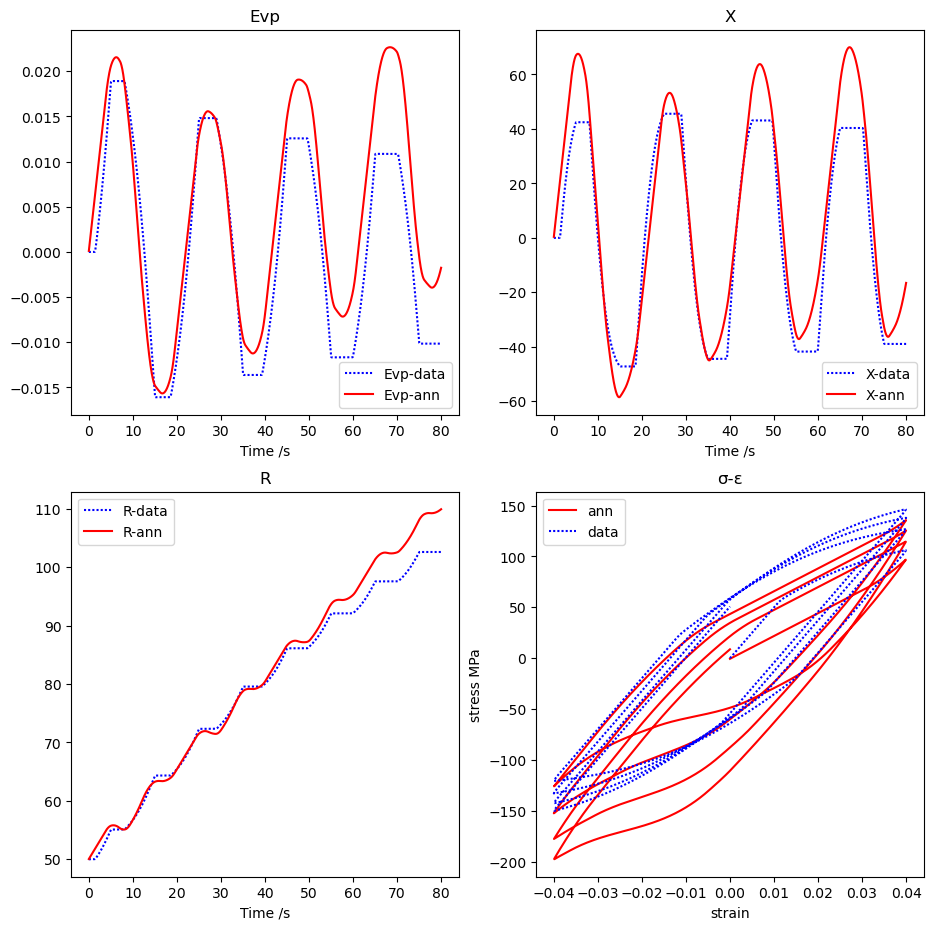 Evp
0.020
0.015
0.010
0.005
0.000
−0.005
−0.010
−0.015
Evp-data
Evp-ann
0 10 20 30 40 50 60 70 80
Time /s
X
60
40
20
0
−20
−40
−60
X-data
X-ann
0 10 20 30 40 50 60 70 80
Time /s
R
R-data
R-ann
110
100
90
80
70
60
50
0 10 20 30 40 50 60 70 80
Time /s
σ-ε
ann
data
stress MPa
150
100
50
0
−50
−100
−150
−200
−0.04 −0.03 −0.02 −0.01 0.00 0.01 0.02 0.03 0.04
strain